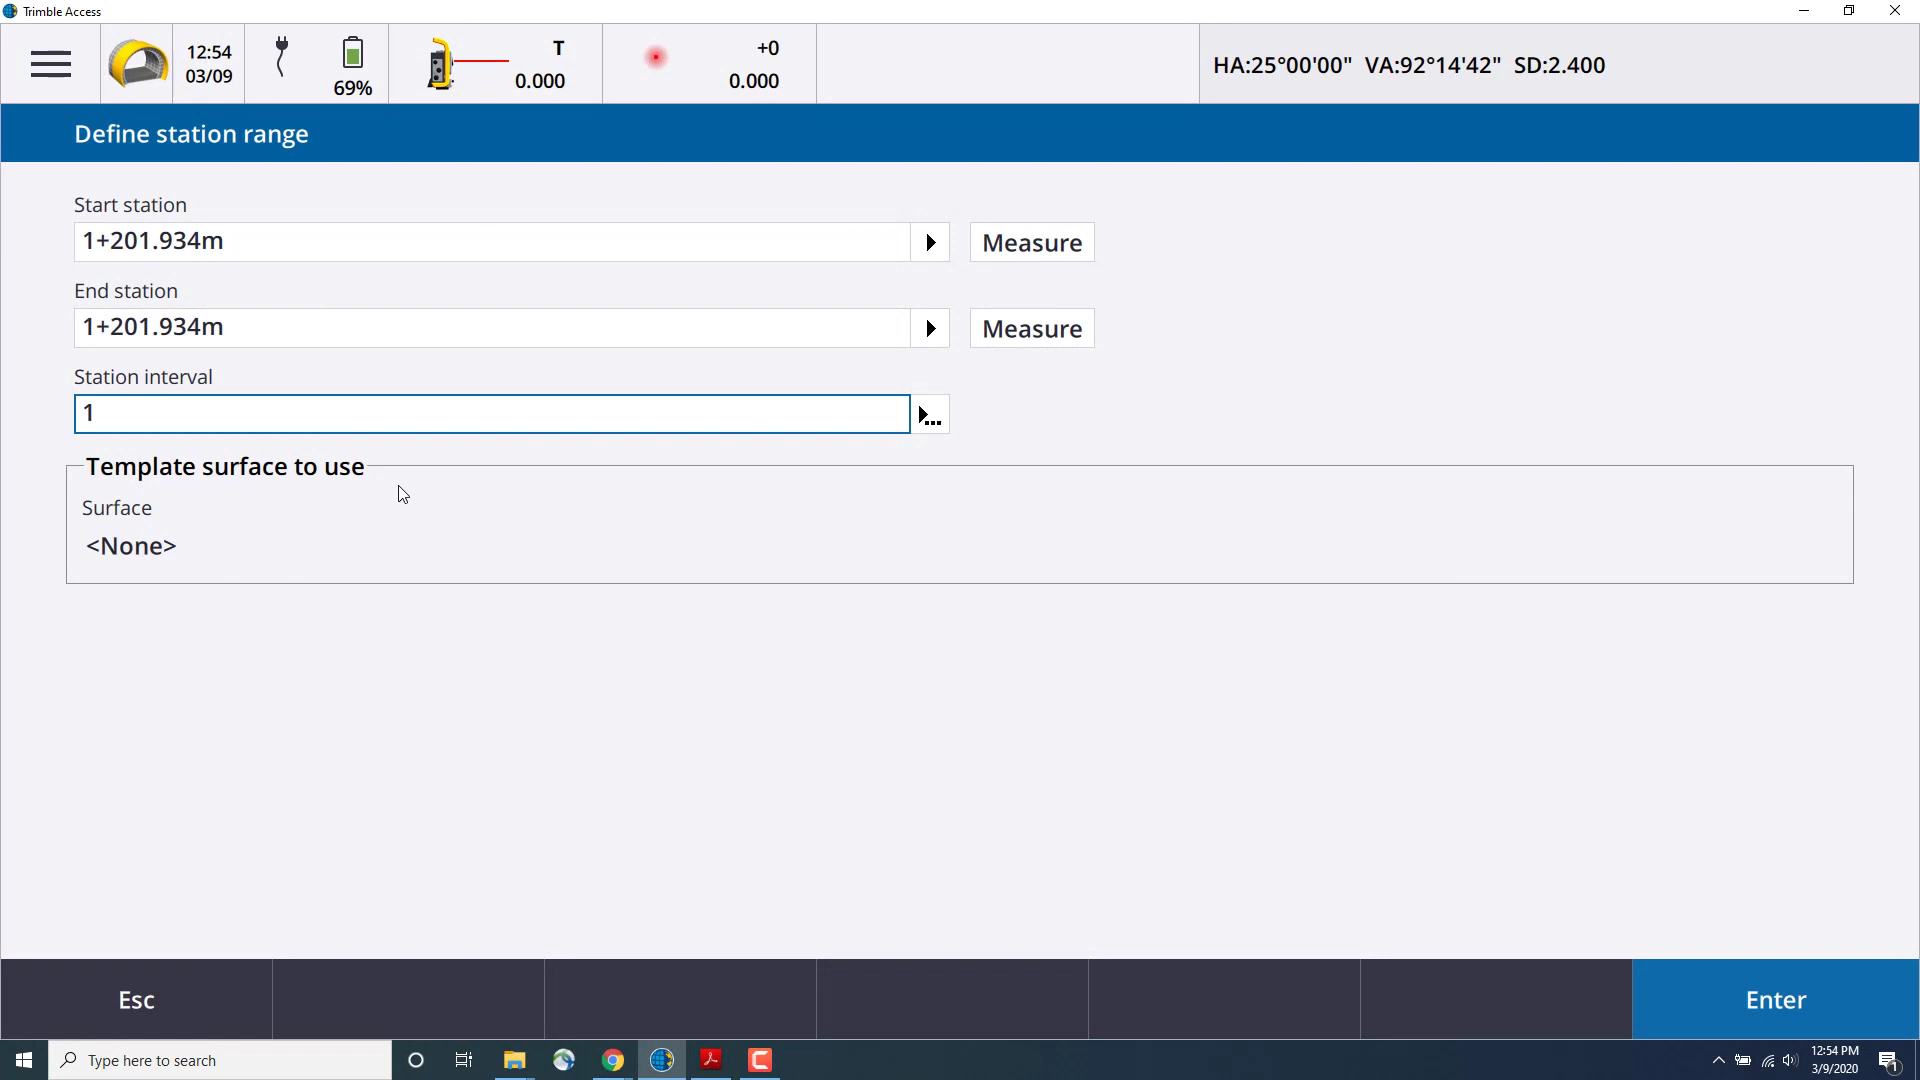 Trimble Access
12:54
03/09
69%
T
0.000
+0
0.000
HA:25°00'00" VA:92°14'42" SD:2.400
Define station range
Start station
1+201.934m
Measure
End station
1+201.934m
Measure
Station interval
1
Template surface to use
Surface
<None>
Esc
Enter
Type here to search
12:54 PM
3/9/2020
1